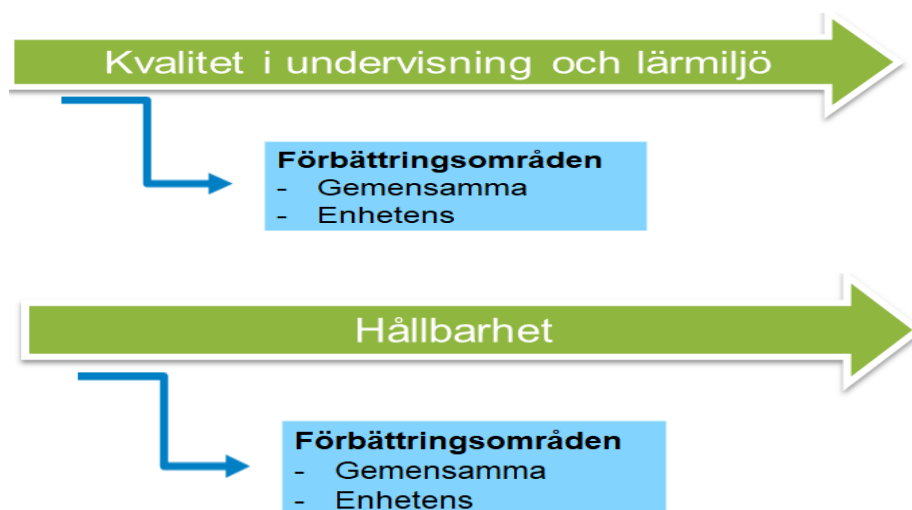 Kvalitet i undervisning och lärmiljö
Förbättringsområden
- Gemensamma
- Enhetens
Hållbarhet
Förbättringsområden
- Gemensamma
- Enhetens